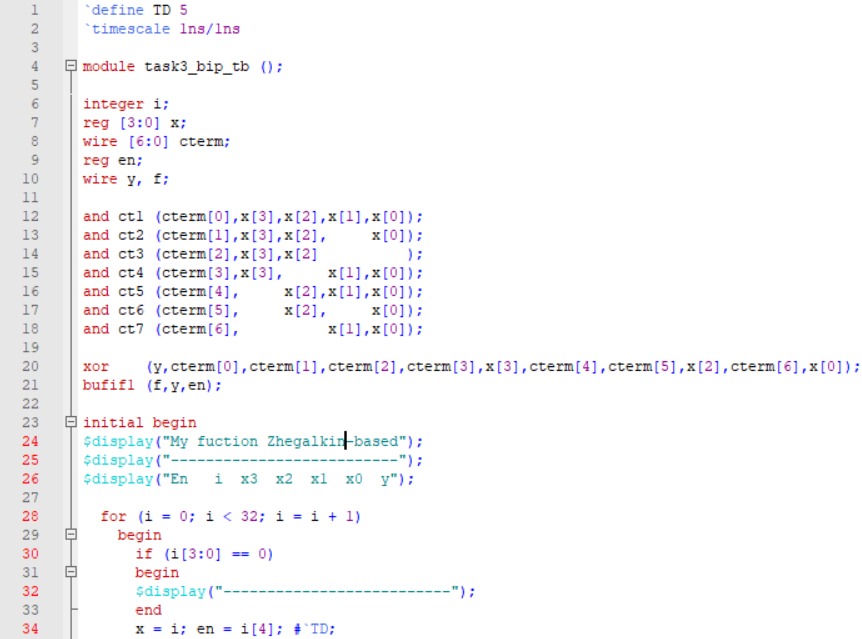 1 `define TD 5
2 `timescale 1ns/1ns
3
4 module task3_bip_tb ();
5
6 integer i;
7 reg [3:0] x;
8 wire [6:0] cterm;
9 reg en;
10 wire y, f;
11
12 and ct1 (cterm[0],x[3],x[2],x[1],x[0]);
13 and ct2 (cterm[1],x[3],x[2],     x[0]);
14 and ct3 (cterm[2],x[3],x[2]          );
15 and ct4 (cterm[3],x[3],     x[1],x[0]);
16 and ct5 (cterm[4],     x[2],x[1],x[0]);
17 and ct6 (cterm[5],     x[2],     x[0]);
18 and ct7 (cterm[6],          x[1],x[0]);
19
20 xor    (y,cterm[0],cterm[1],cterm[2],cterm[3],x[3],cterm[4],cterm[5],x[2],cterm[6],x[0]);
21 bufif1 (f,y,en);
22
23 initial begin
24 $display("My fuction Zhegalkin-based");
25 $display("--------------------------");
26 $display("En   i  x3  x2  x1  x0  y");
27
28   for (i = 0; i < 32; i = i + 1)
29     begin
30       if (i[3:0] == 0)
31       begin
32       $display("--------------------------");
33       end
34       x = i; en = i[4]; #`TD;